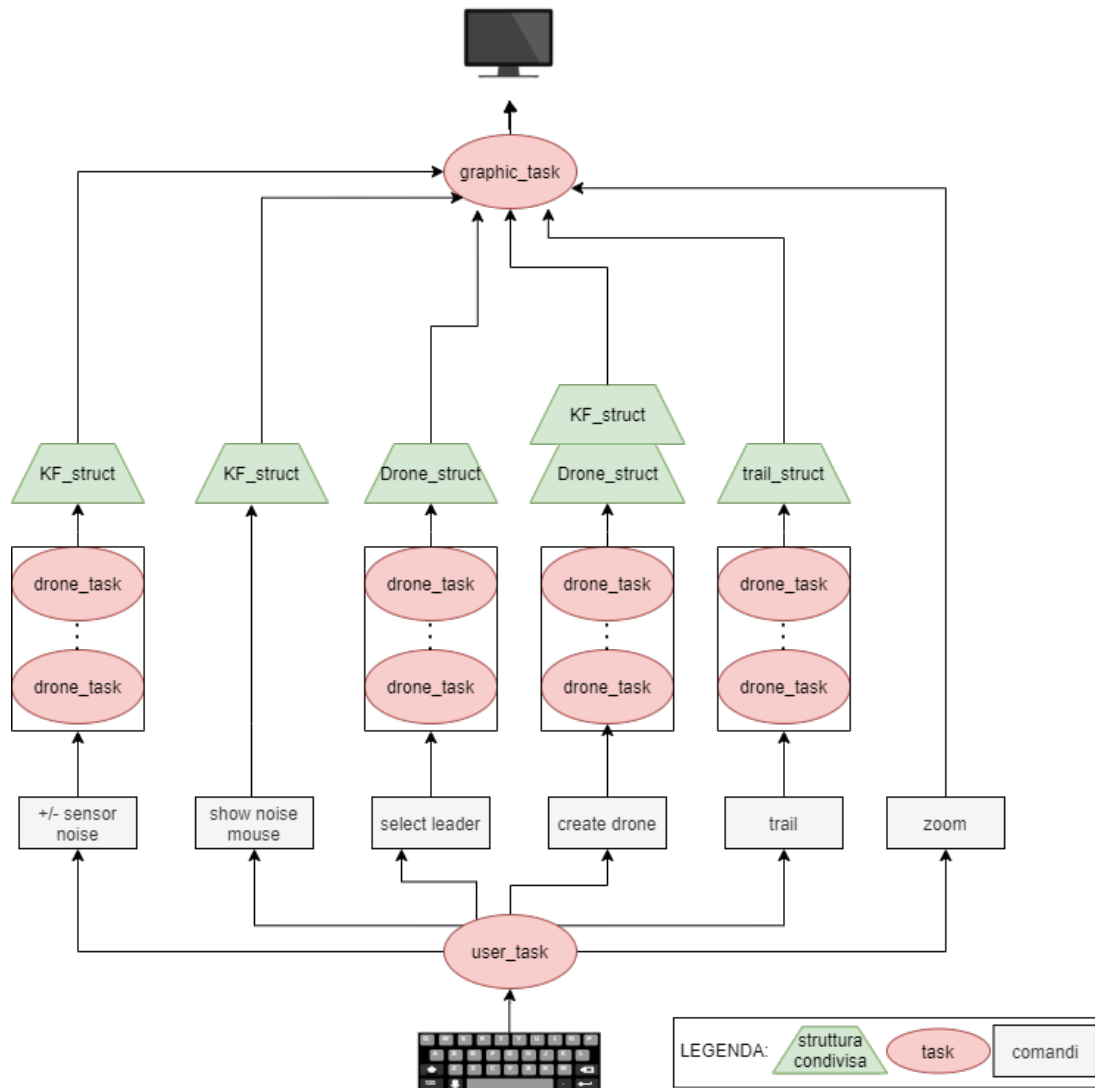 graphic_task
KF_struct
KF_struct
KF_struct
Drone_struct
Drone_struct
trail_struct
drone_task
drone_task
drone_task
drone_task
drone_task
drone_task
drone_task
drone_task
+/- sensor
noise
show noise
mouse
select leader
create drone
trail
zoom
user_task
Q W E R T Y U I O P
A S D F G H J K L
Z X C V B N M
123
LEGENDA:
struttura
condivisa
task
comandi